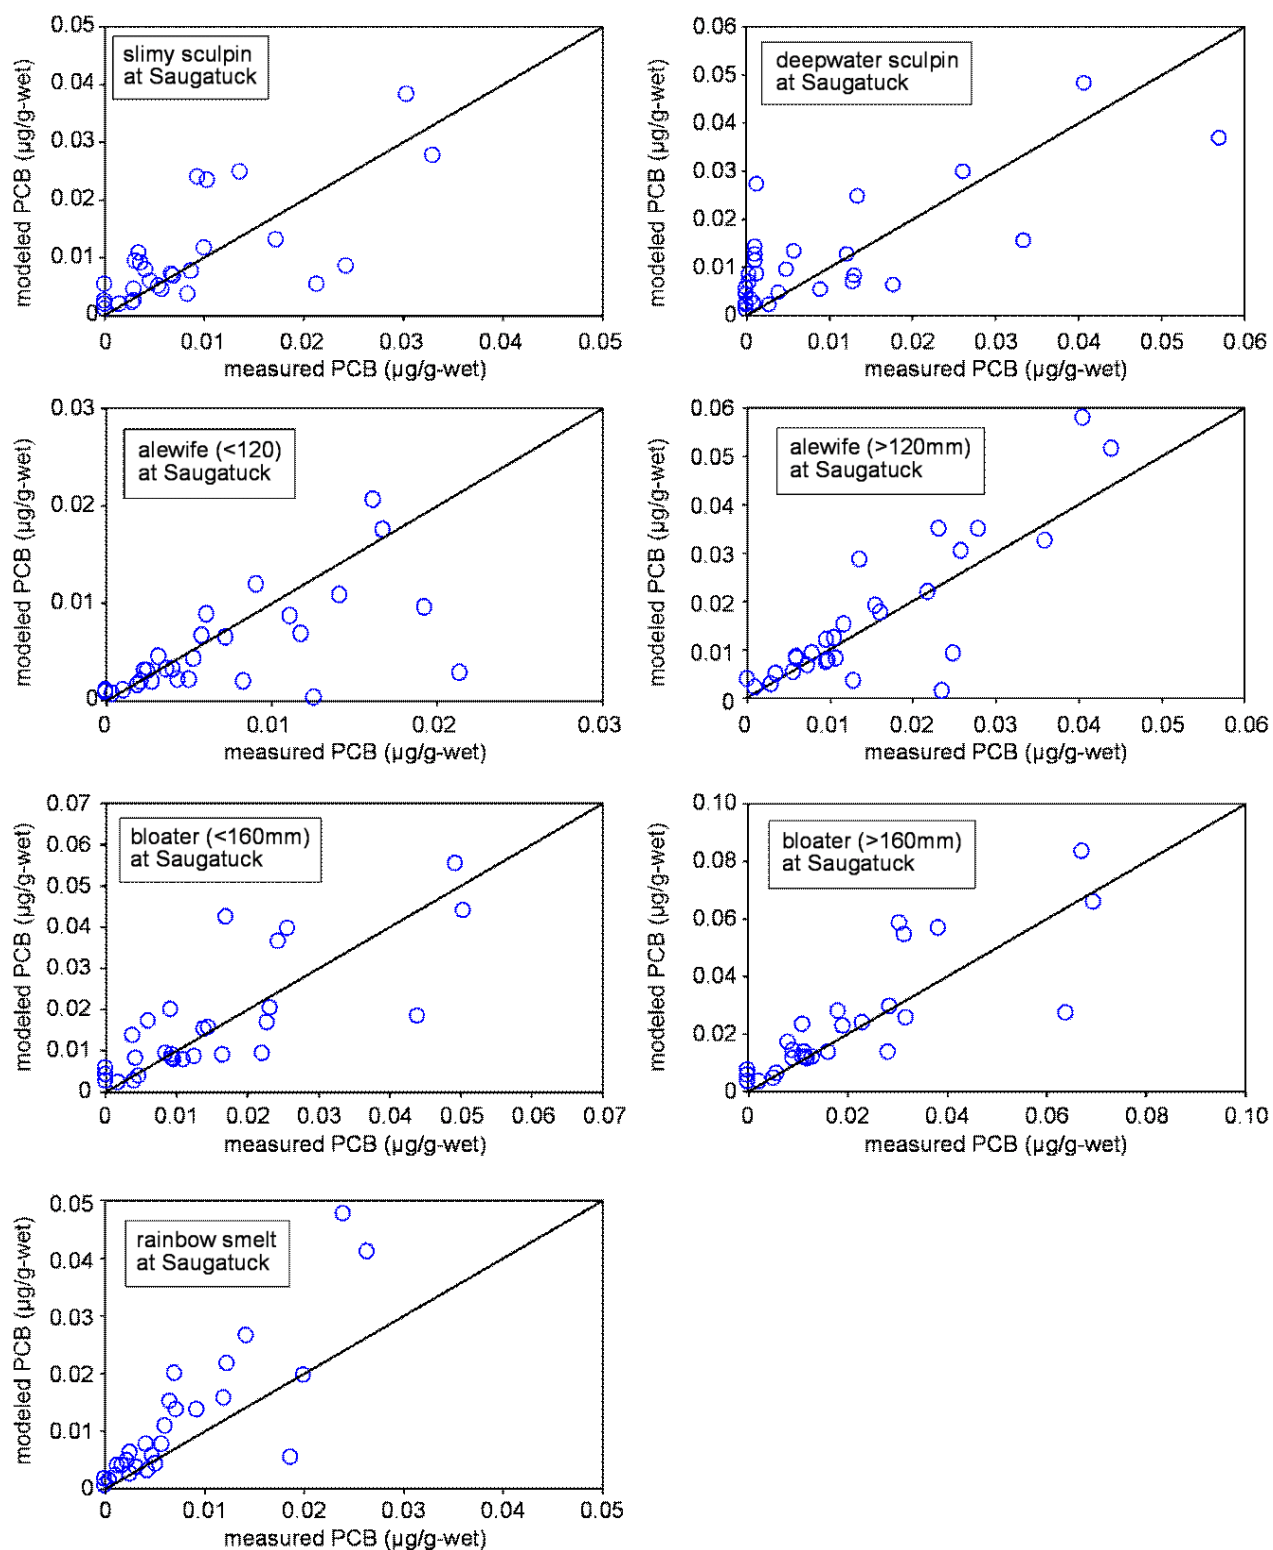 0.05
0.04
0.03
0.02
0.01
0
modeled PCB (µg/g-wet)
slimy sculpin
at Saugatuck
0 0.01 0.02 0.03 0.04 0.05
measured PCB (µg/g-wet)
0.06
0.05
0.04
0.03
0.02
0.01
0
modeled PCB (µg/g-wet)
deepwater sculpin
at Saugatuck
0 0.01 0.02 0.03 0.04 0.05 0.06
measured PCB (µg/g-wet)
0.03
0.02
0.01
0
modeled PCB (µg/g-wet)
alewife (<120)
at Saugatuck
0 0.01 0.02 0.03
measured PCB (µg/g-wet)
0.06
0.05
0.04
0.03
0.02
0.01
0
modeled PCB (µg/g-wet)
alewife (>120mm)
at Saugatuck
0 0.01 0.02 0.03 0.04 0.05 0.06
measured PCB (µg/g-wet)
0.07
0.06
0.05
0.04
0.03
0.02
0.01
0
modeled PCB (µg/g-wet)
bloater (<160mm)
at Saugatuck
0 0.01 0.02 0.03 0.04 0.05 0.06 0.07
measured PCB (µg/g-wet)
0.10
0.08
0.06
0.04
0.02
0
modeled PCB (µg/g-wet)
bloater (>160mm)
at Saugatuck
0 0.02 0.04 0.06 0.08 0.10
measured PCB (µg/g-wet)
0.05
0.04
0.03
0.02
0.01
0
modeled PCB (µg/g-wet)
rainbow smelt
at Saugatuck
0 0.01 0.02 0.03 0.04 0.05
measured PCB (µg/g-wet)